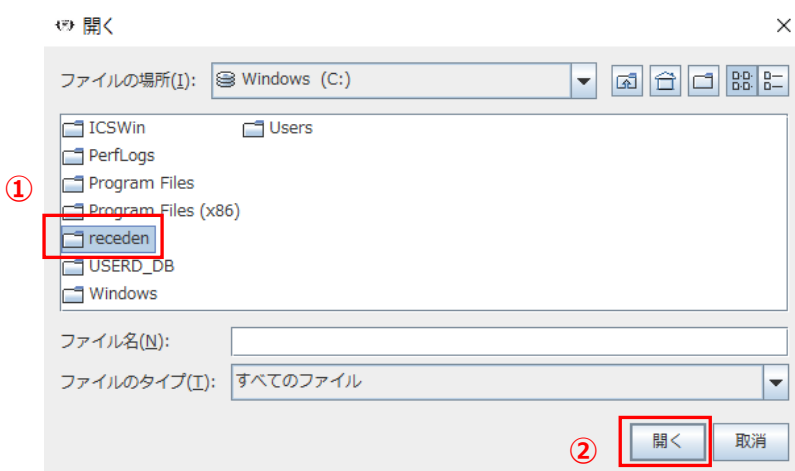 開く
ファイルの場所(I): Windows (C:)
ICSWin Users
PerfLogs
Program Files
① Program Files (x86)
receden
USERD_DB
Windows
ファイル名(N):
ファイルのタイプ(T): すべてのファイル
② 開く 取消